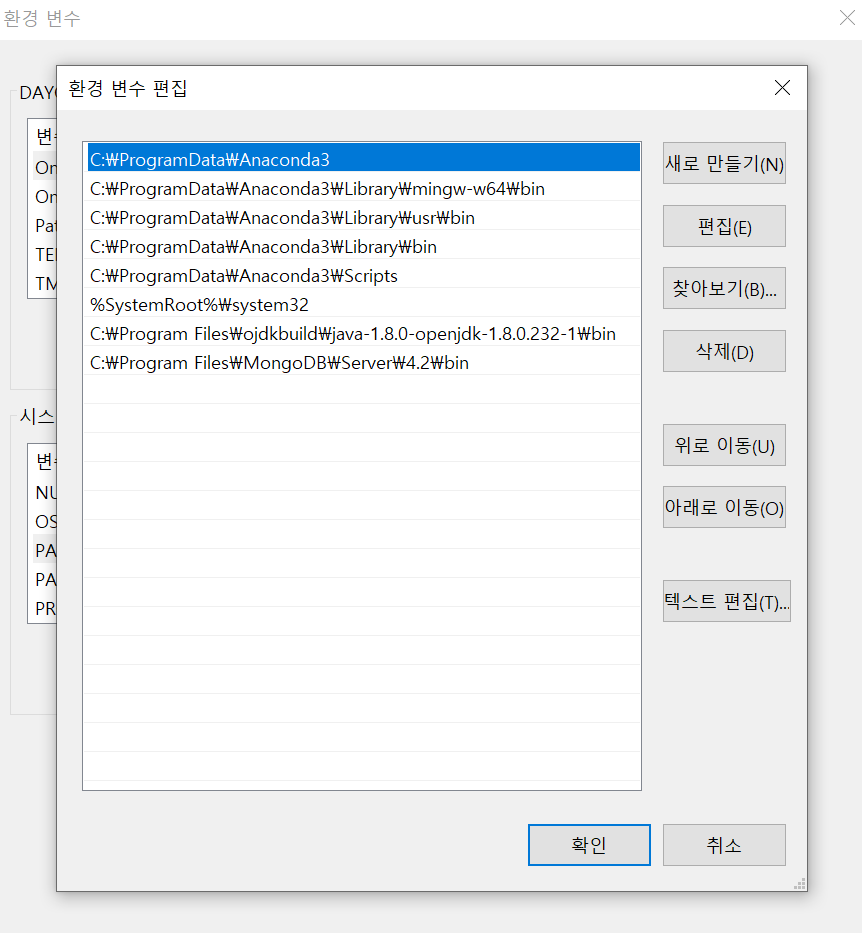 환경 변수
환경 변수 편집
DAY
변
On
On
Pat
TE
TM
시스
변
NU
OS
PA
PA
PR
C:₩ProgramData₩Anaconda3
C:₩ProgramData₩Anaconda3₩Library₩mingw-w64₩bin
C:₩ProgramData₩Anaconda3₩Library₩usr₩bin
C:₩ProgramData₩Anaconda3₩Library₩bin
C:₩ProgramData₩Anaconda3₩Scripts
%SystemRoot%₩system32
C:₩Program Files₩ojdkbuild₩java-1.8.0-openjdk-1.8.0.232-1₩bin
C:₩Program Files₩MongoDB₩Server₩4.2₩bin
새로 만들기(N)
편집(E)
찾아보기(B)...
삭제(D)
위로 이동(U)
아래로 이동(O)
텍스트 편집(T)...
확인
취소